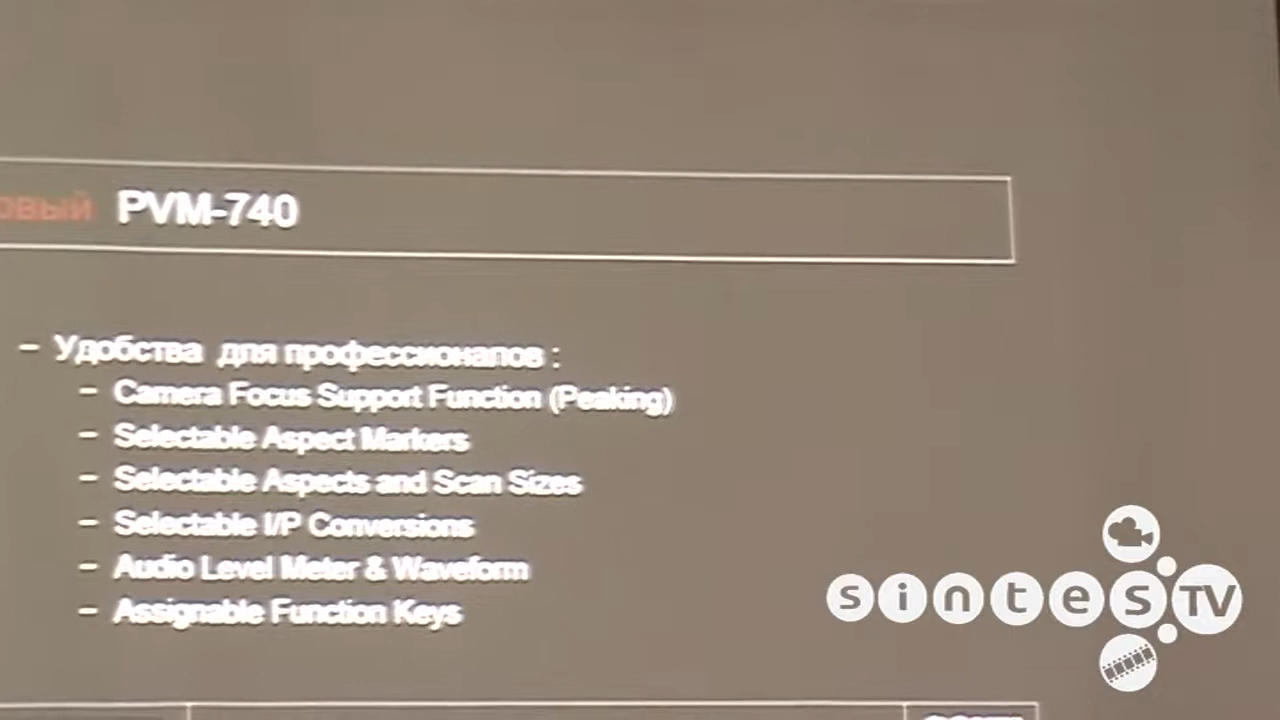 овый PVM-740
– Удобства для профессионалов :
– Camera Focus Support Function (Peaking)
– Selectable Aspect Markers
– Selectable Aspects and Scan Sizes
– Selectable I/P Conversions
– Audio Level Meter & Waveform
– Assignable Function Keys
sintes TV